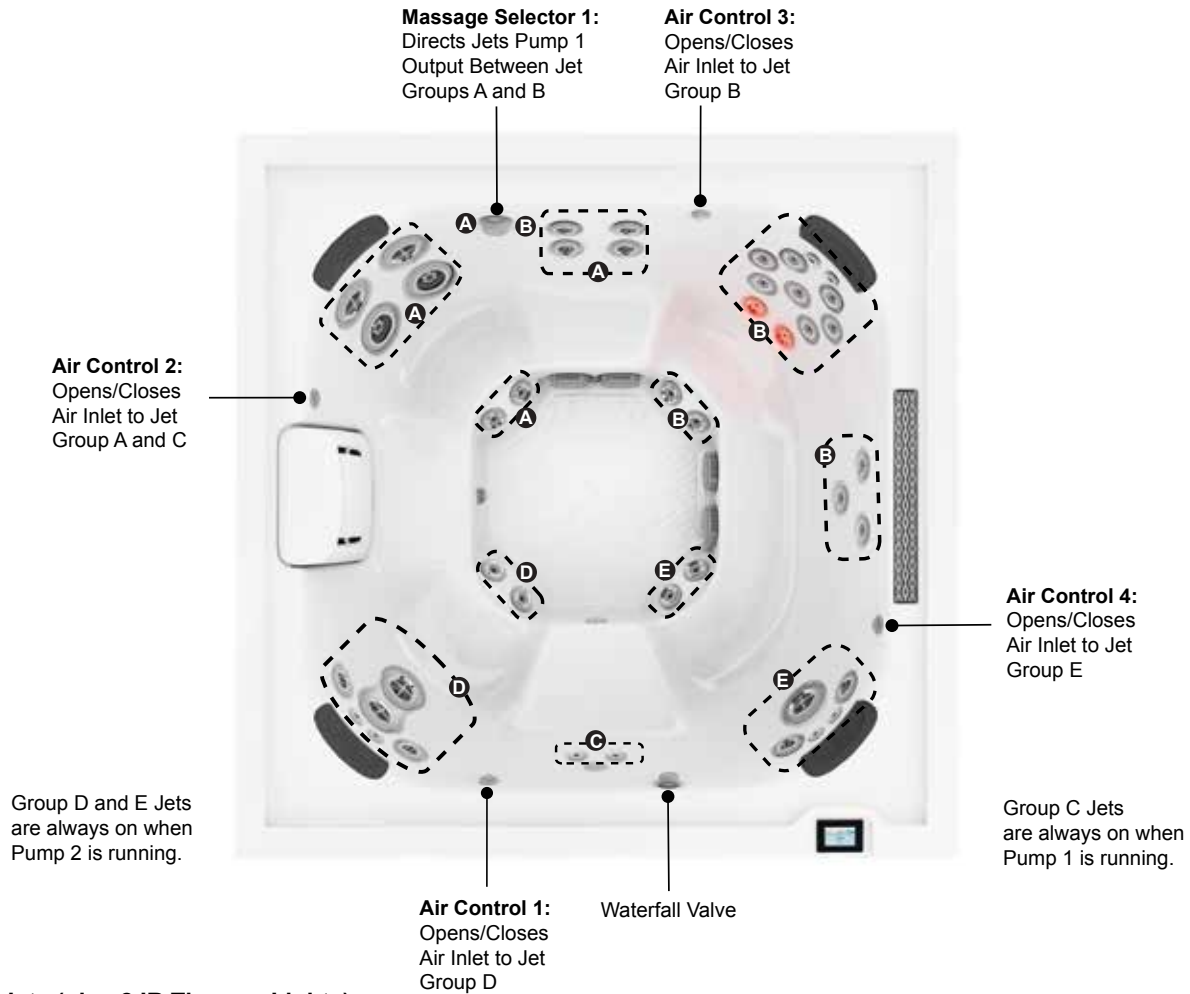 Massage Selector 1:
Directs Jets Pump 1
Output Between Jet
Groups A and B
Air Control 3:
Opens/Closes
Air Inlet to Jet
Group B
A
B
A
A
B
Air Control 2:
Opens/Closes
Air Inlet to Jet
Group A and C
A
B
B
D
E
Air Control 4:
Opens/Closes
Air Inlet to Jet
Group E
D
E
C
Group D and E Jets
are always on when
Pump 2 is running.
Group C Jets
are always on when
Pump 1 is running.
Air Control 1:
Opens/Closes
Air Inlet to Jet
Group D
Waterfall Valve